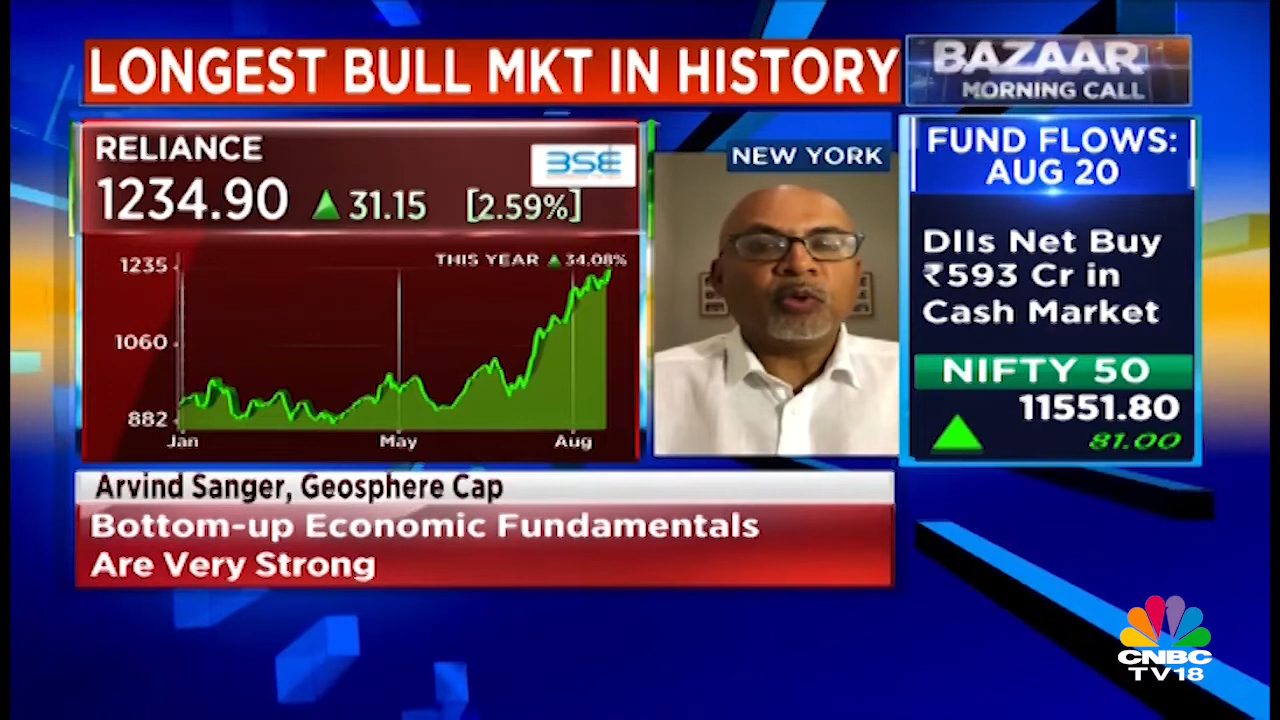 LONGEST BULL MKT IN HISTORY
BAZAAR
MORNING CALL
RELIANCE
BSE
1234.90 ▲ 31.15 [2.59%]
THIS YEAR ▲ 34.08%
1235
1060
882
Jan May Aug
NEW YORK
FUND FLOWS:
AUG 20
DIIs Net Buy
₹593 Cr in
Cash Market
NIFTY 50
11551.80
81.00
Arvind Sanger, Geosphere Cap
Bottom-up Economic Fundamentals
Are Very Strong
CNBC
TV18